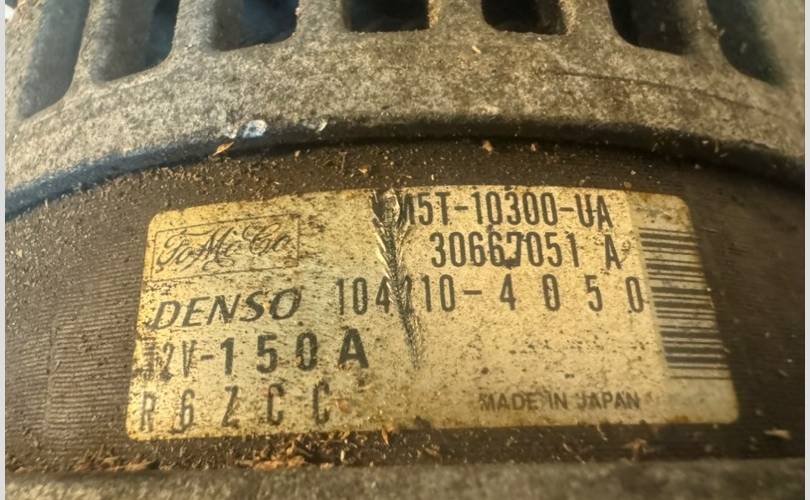 FoMoCo
M5T-10300-UA
30667051 A
DENSO 104210-4050
12V-150A
R6ZCC
MADE IN JAPAN